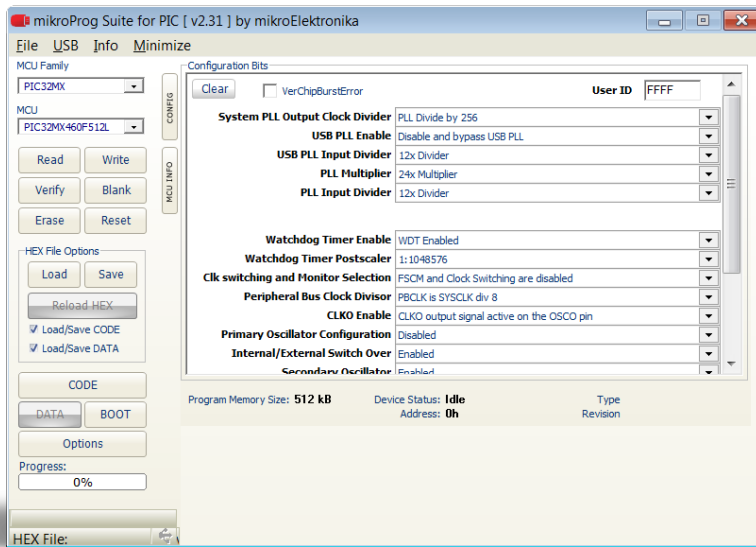 mikroProg Suite for PIC [ v2.31 ] by mikroElektronika
File USB Info Minimize
MCU Family
PIC32MX
MCU
PIC32MX460F512L
Read Write
Verify Blank
Erase Reset
HEX File Options
Load Save
Reload HEX
Load/Save CODE
Load/Save DATA
CODE
DATA BOOT
Options
Progress:
0%
HEX File:
CONFIG
MCU INFO
Configuration Bits
Clear VerChipBurstError User ID FFFF
System PLL Output Clock Divider PLL Divide by 256
USB PLL Enable Disable and bypass USB PLL
USB PLL Input Divider 12x Divider
PLL Multiplier 24x Multiplier
PLL Input Divider 12x Divider
Watchdog Timer Enable WDT Enabled
Watchdog Timer Postscaler 1:1048576
Clk switching and Monitor Selection FSCM and Clock Switching are disabled
Peripheral Bus Clock Divisor PBCLK is SYSCLK div 8
CLKO Enable CLKO output signal active on the OSCO pin
Primary Oscillator Configuration Disabled
Internal/External Switch Over Enabled
Secondary Oscillator Enabled
Program Memory Size: 512 kB Device Status: Idle Type
Address: 0h Revision